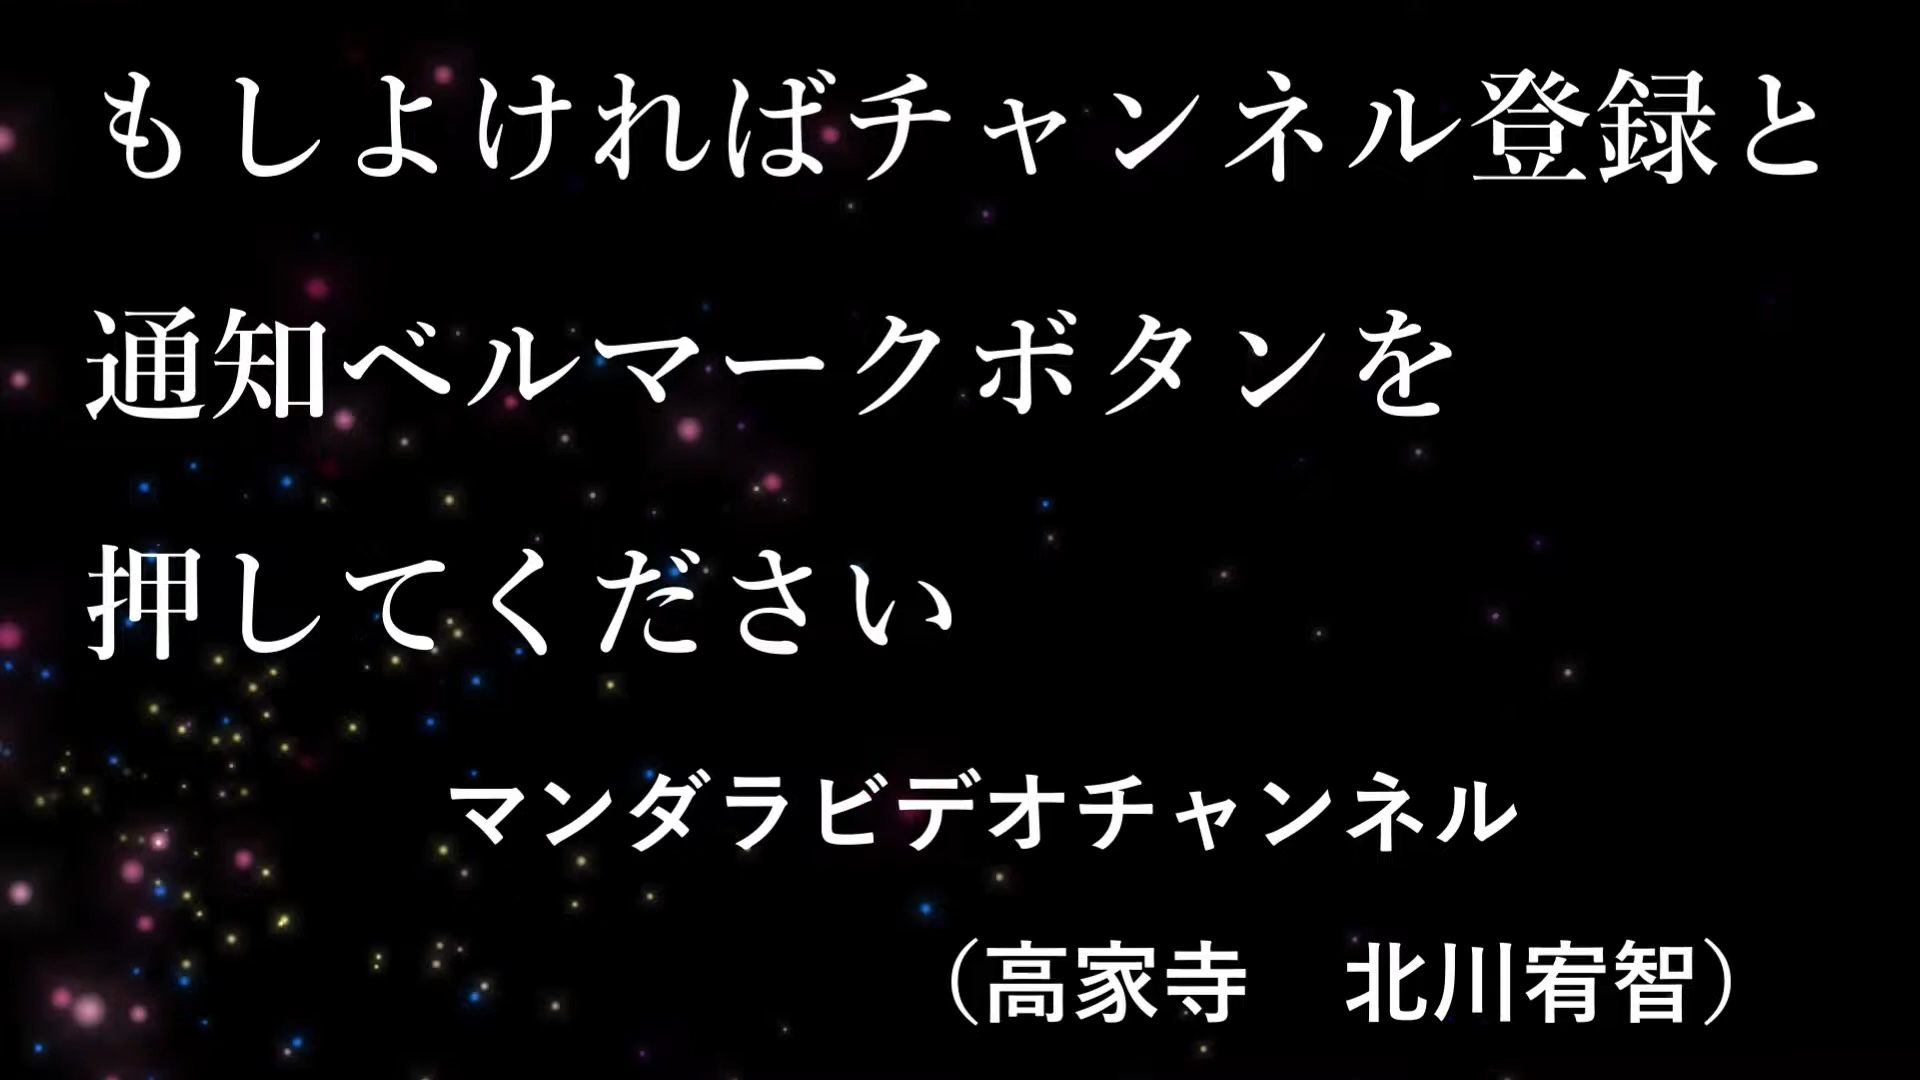 もしよければチャンネル登録と
通知ベルマークボタンを
押してください
マンダラビデオチャンネル
（高家寺　北川宥智）